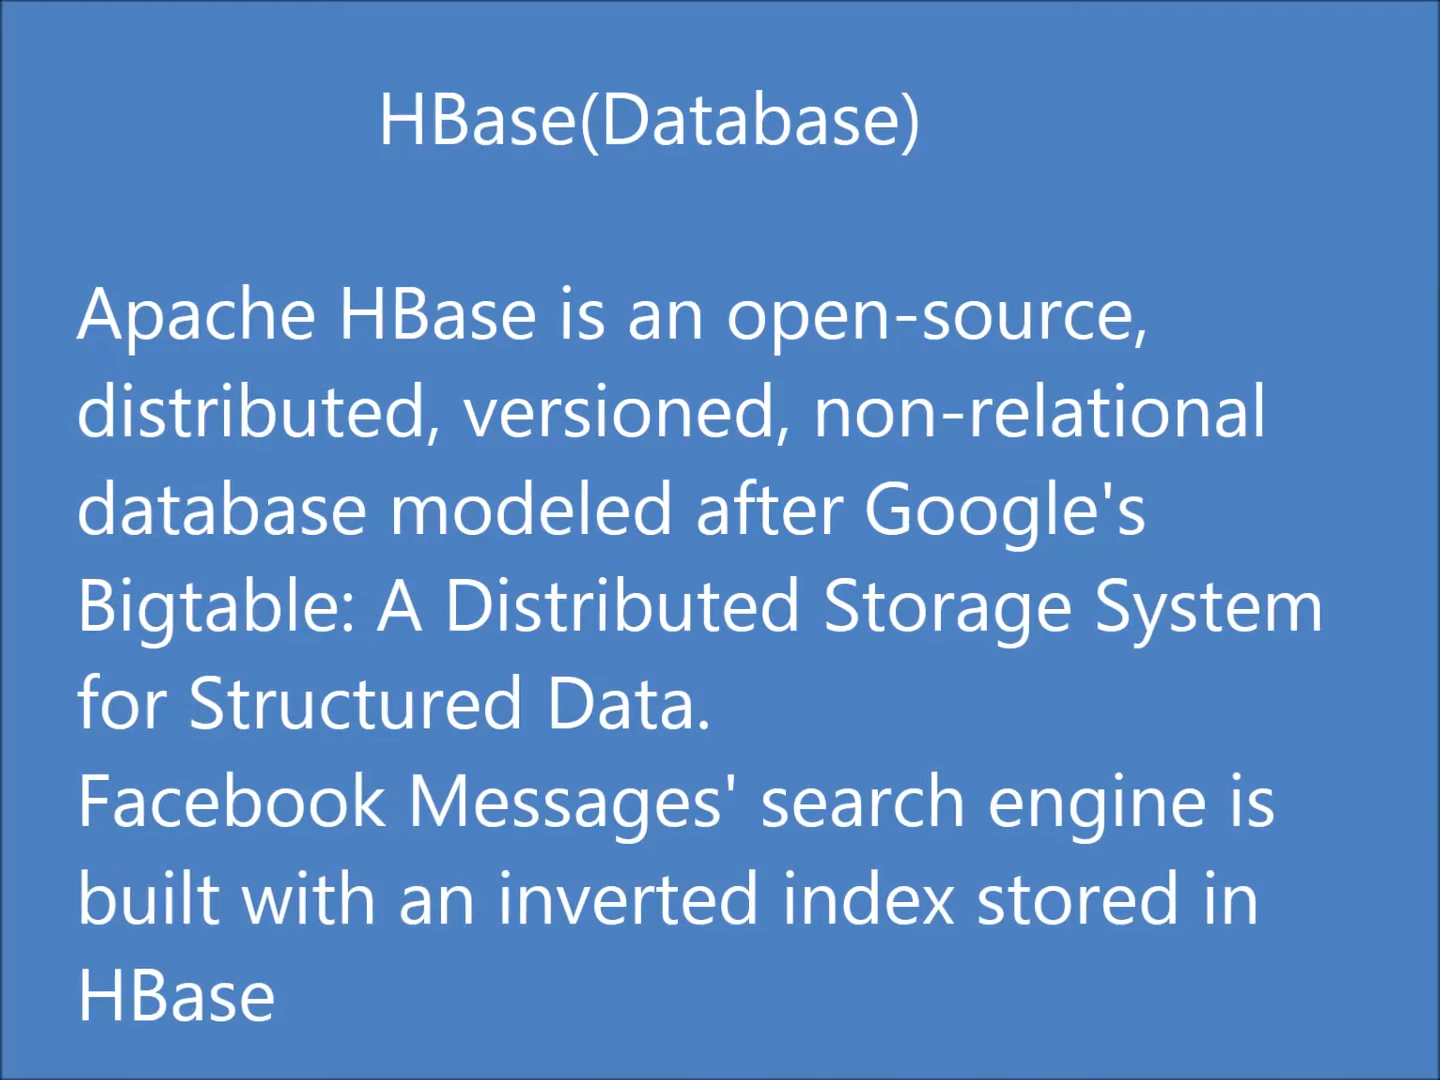 HBase(Database)
Apache HBase is an open-source,
distributed, versioned, non-relational
database modeled after Google's
Bigtable: A Distributed Storage System
for Structured Data.
Facebook Messages' search engine is
built with an inverted index stored in
HBase